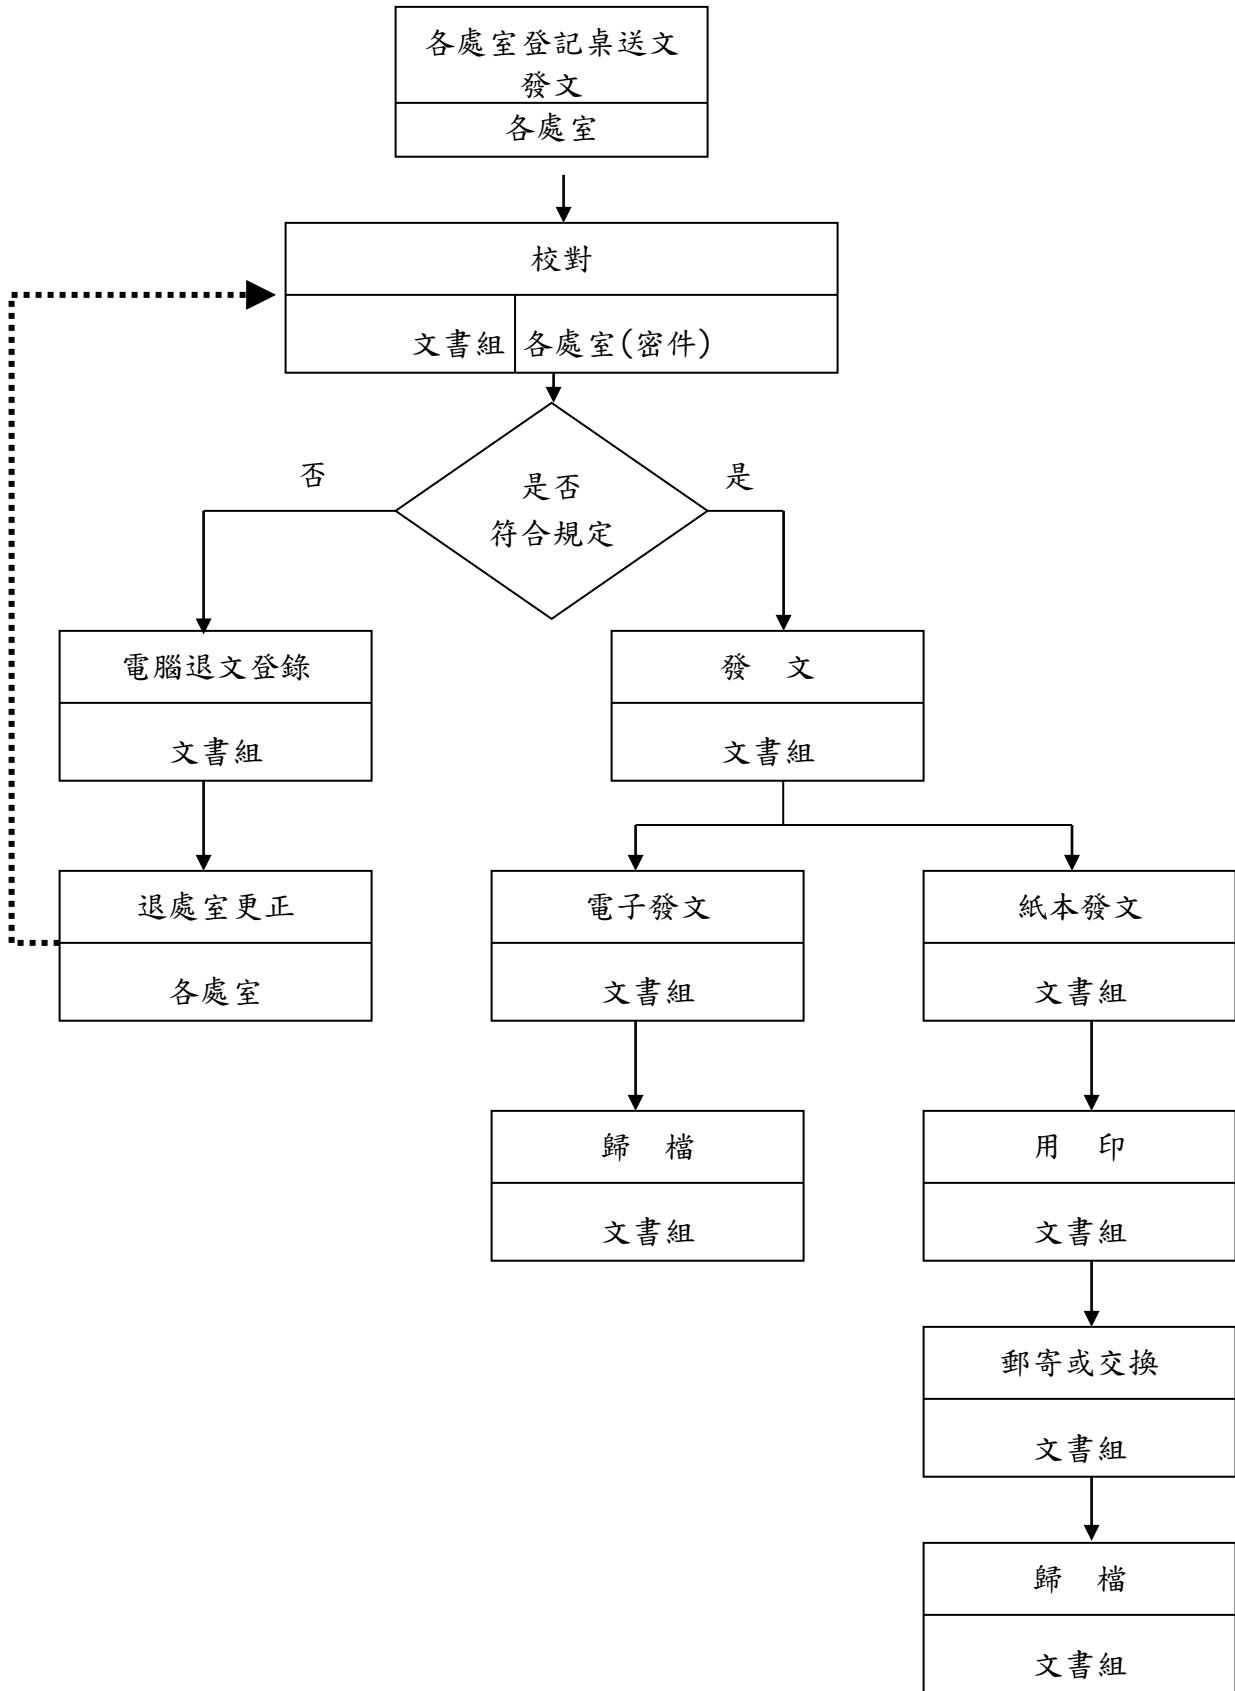 各處室登記桌送文
發文
各處室
校對
文書組 各處室(密件)
否
是
是否
符合規定
電腦退文登錄
文書組
發 文
文書組
退處室更正
各處室
電子發文
文書組
紙本發文
文書組
歸 檔
文書組
用 印
文書組
郵寄或交換
文書組
歸 檔
文書組